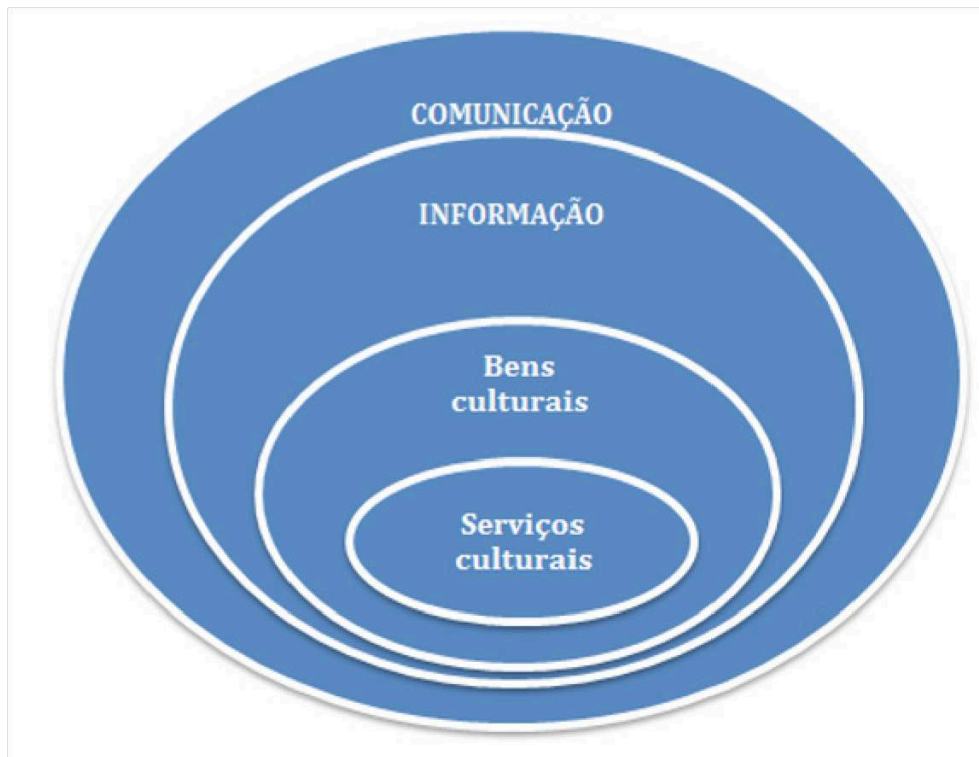 COMUNICAÇÃO
INFORMAÇÃO
Bens
culturais
Serviços
culturais